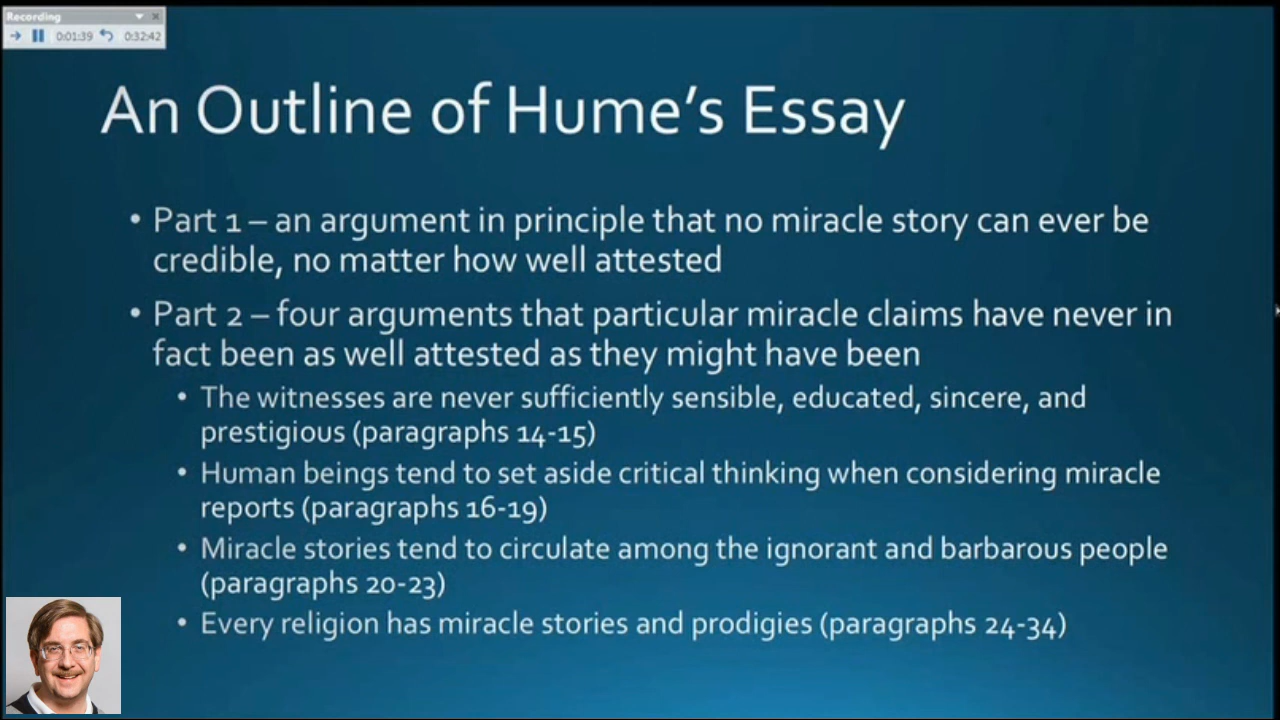 Recording
0:01:39 0:32:42
An Outline of Hume's Essay
• Part 1 – an argument in principle that no miracle story can ever be
credible, no matter how well attested
• Part 2 – four arguments that particular miracle claims have never in
fact been as well attested as they might have been
• The witnesses are never sufficiently sensible, educated, sincere, and
prestigious (paragraphs 14-15)
• Human beings tend to set aside critical thinking when considering miracle
reports (paragraphs 16-19)
• Miracle stories tend to circulate among the ignorant and barbarous people
(paragraphs 20-23)
• Every religion has miracle stories and prodigies (paragraphs 24-34)